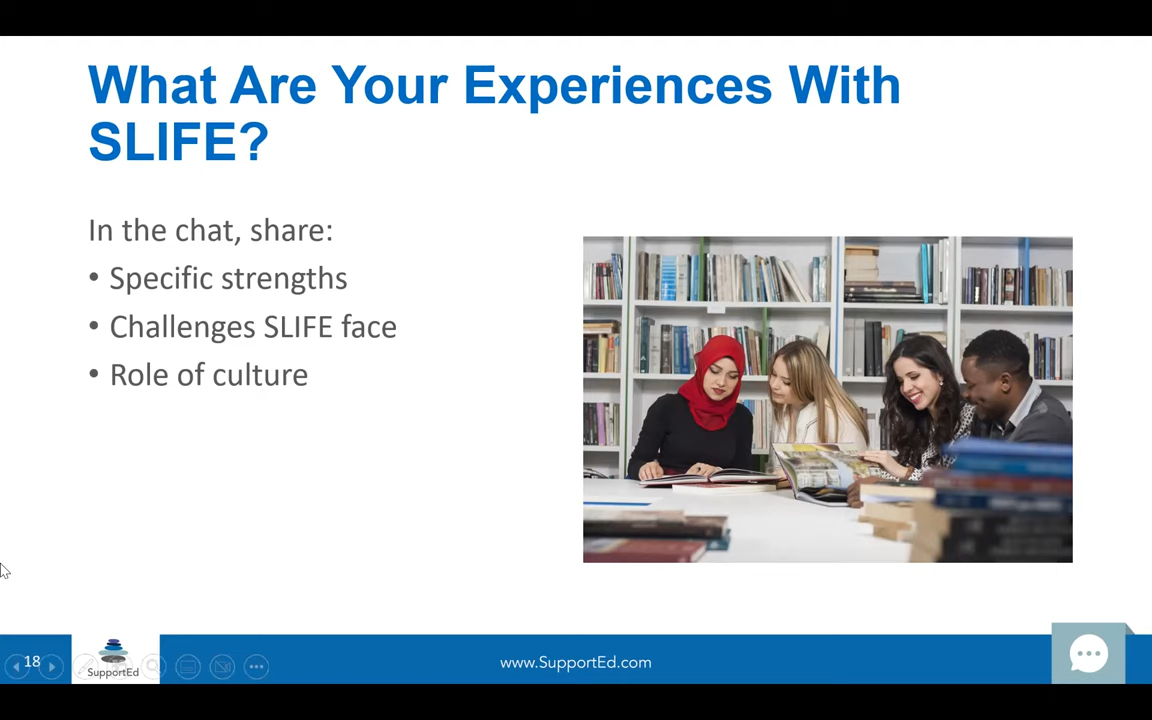 What Are Your Experiences With
SLIFE?
In the chat, share:
• Specific strengths
• Challenges SLIFE face
• Role of culture
18
SupportEd
www.SupportEd.com